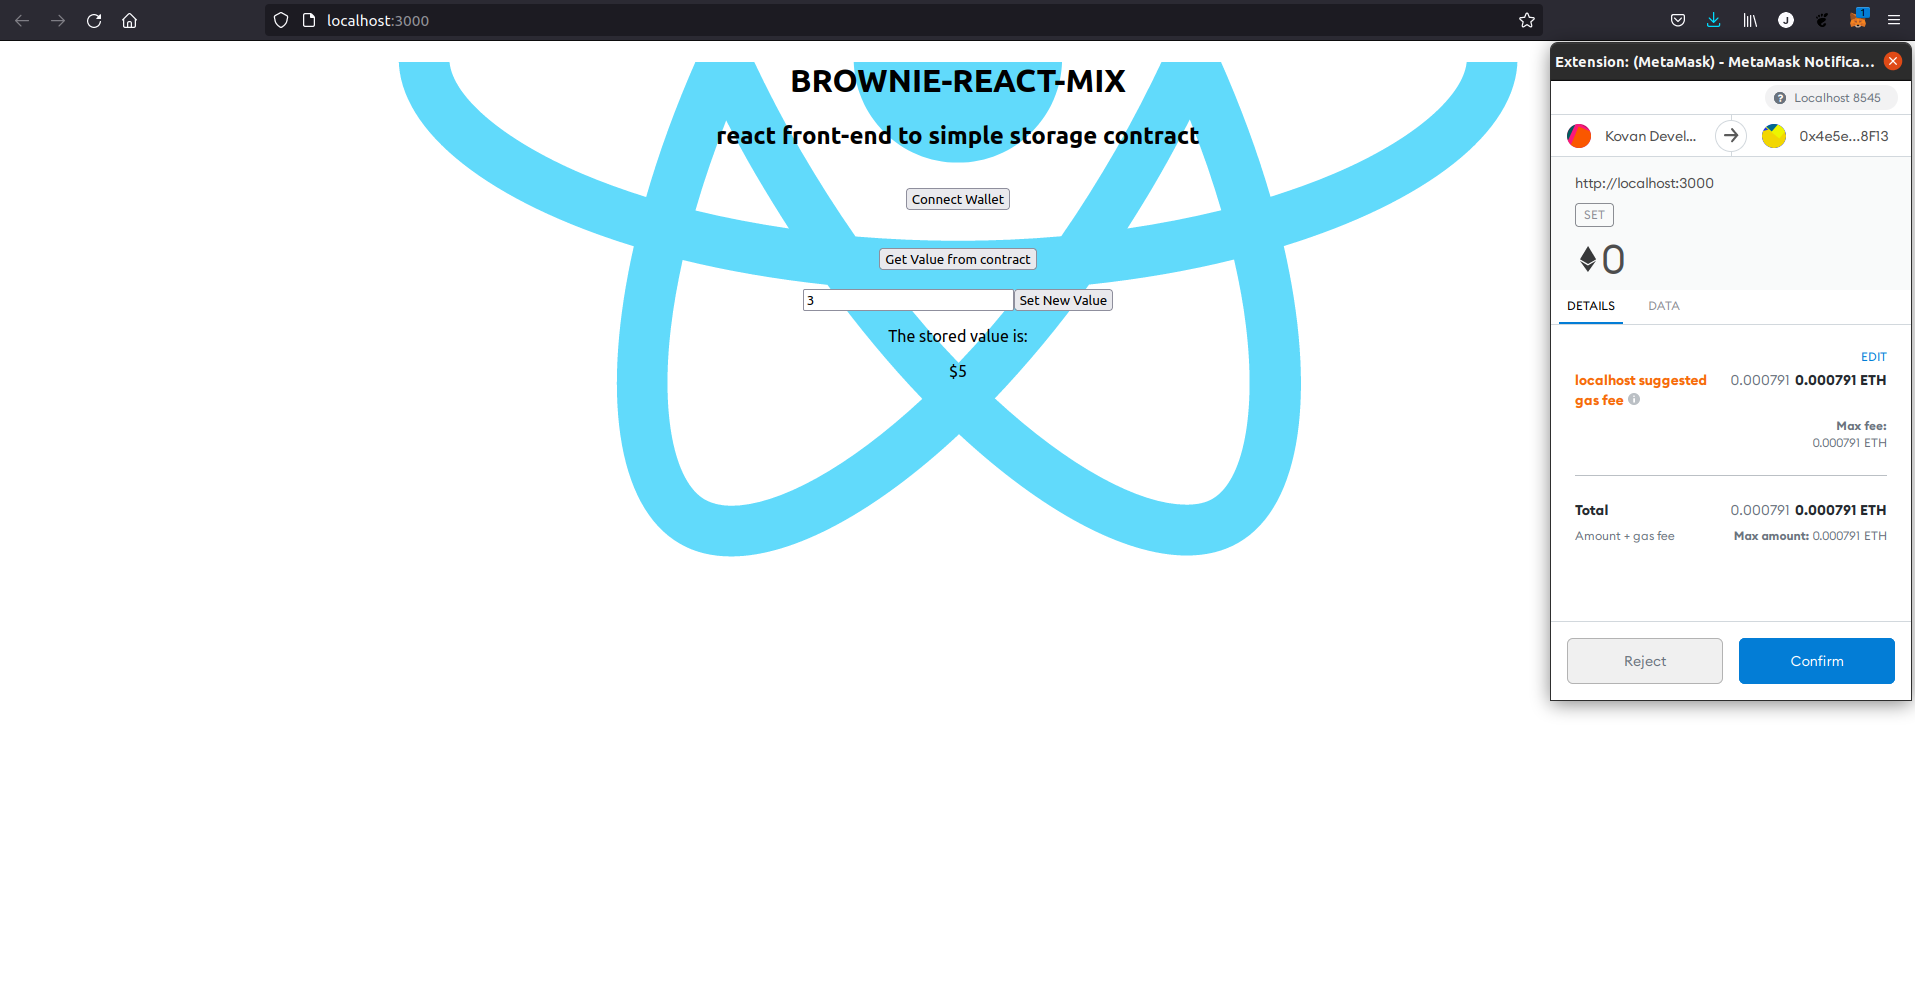 localhost:3000
J
1
BROWNIE-REACT-MIX
react front-end to simple storage contract
Connect Wallet
Get Value from contract
3 Set New Value
The stored value is:
$5
Extension: (MetaMask) - MetaMask Notifica...
? Localhost 8545
Kovan Devel... 0x4e5e...8F13
http://localhost:3000
SET
0
DETAILS DATA
EDIT
localhost suggested 0.000791 0.000791 ETH
gas fee i
Max fee:
0.000791 ETH
Total 0.000791 0.000791 ETH
Amount + gas fee Max amount: 0.000791 ETH
Reject Confirm